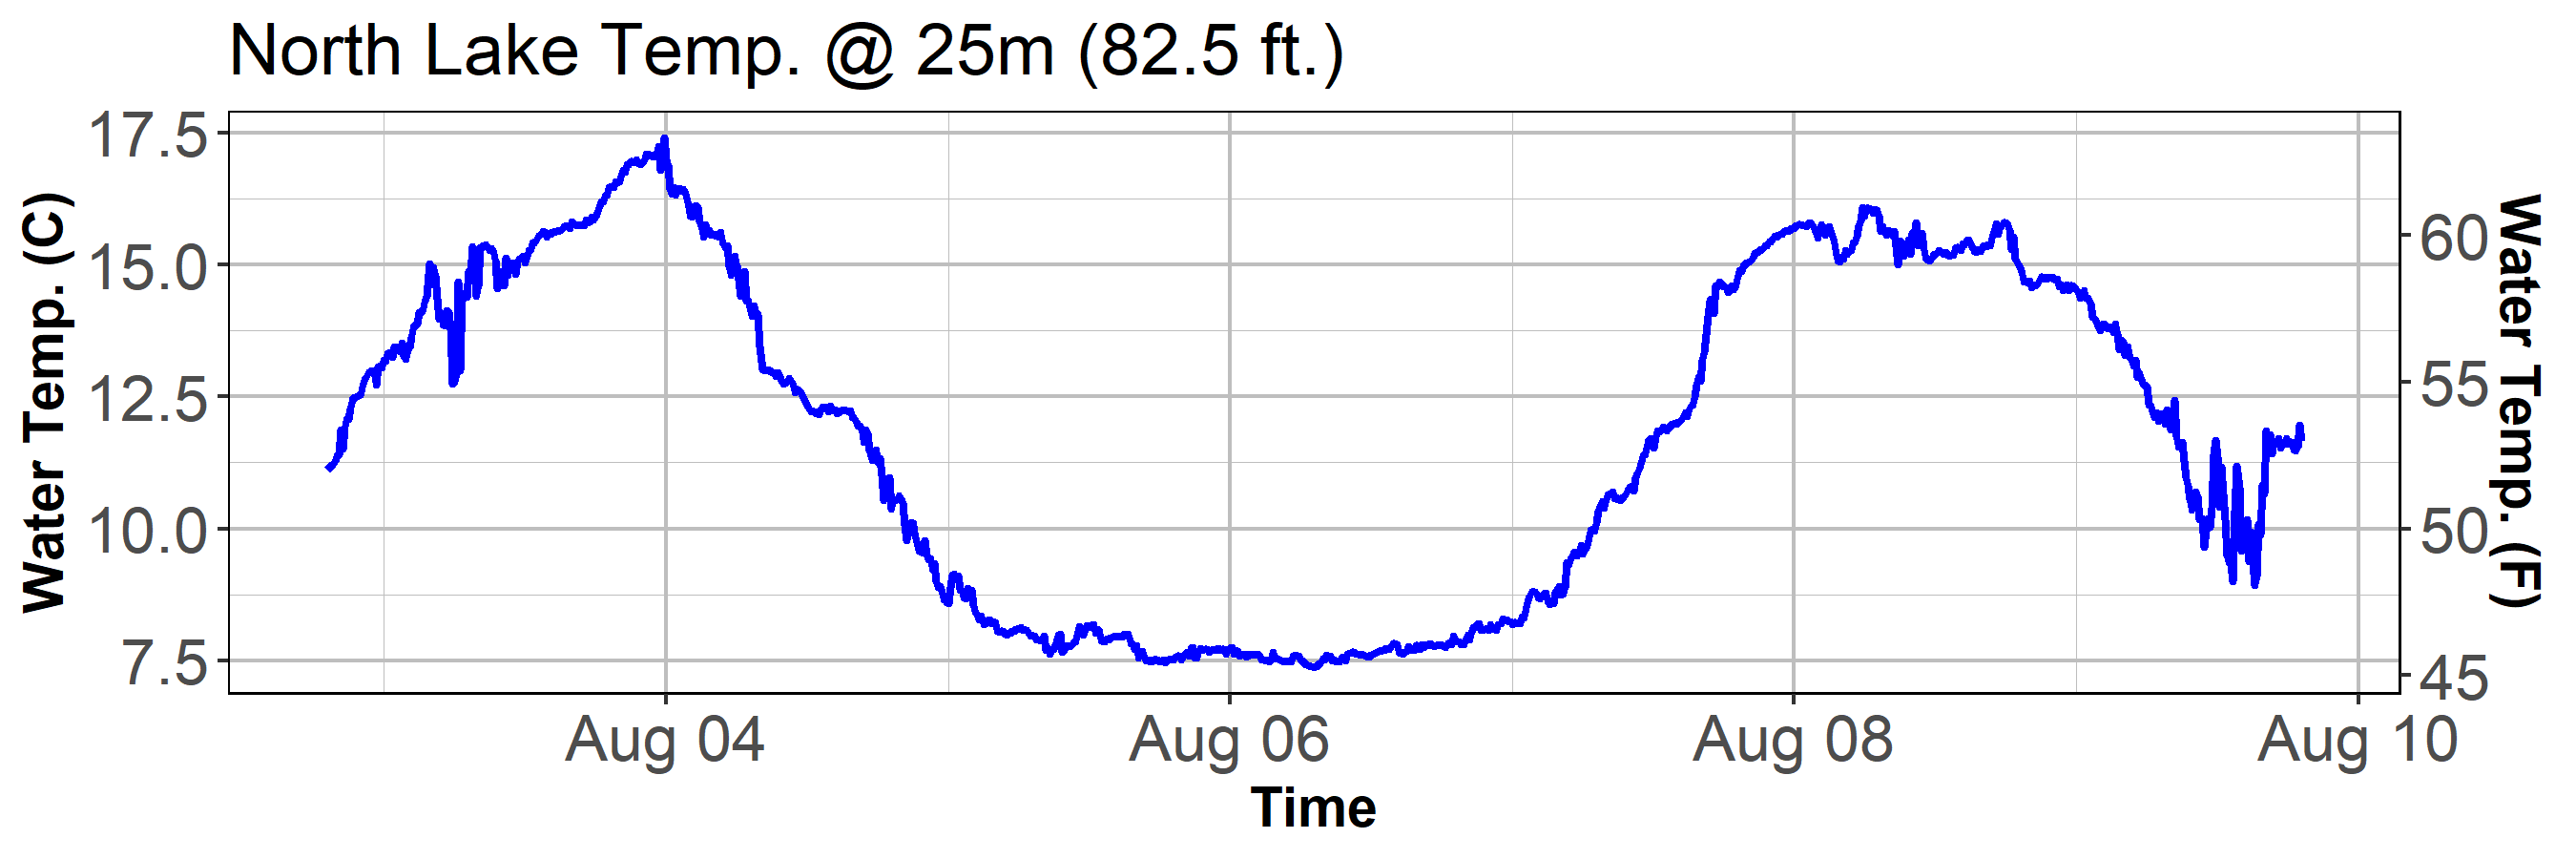 North Lake Temp. @ 25m (82.5 ft.)
Water Temp. (C)
17.5
15.0
12.5
10.0
7.5
Water Temp. (F)
60
55
50
45
Aug 04 Aug 06 Aug 08 Aug 10
Time